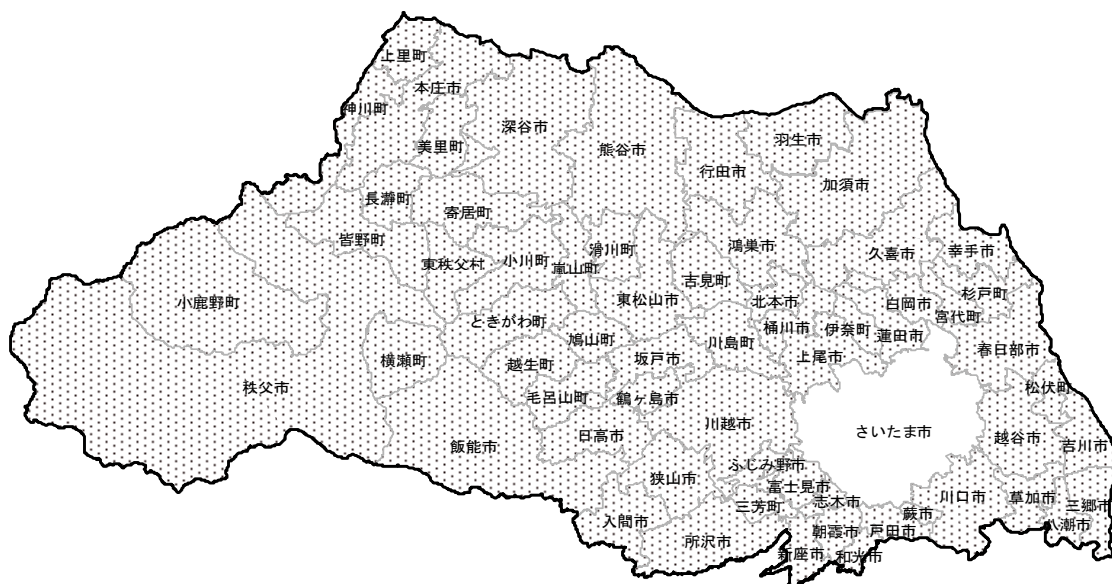 上里町
本庄市
神川町
深谷市
美里町
熊谷市
羽生市
行田市
加須市
長瀞町
寄居町
皆野町
鴻巣市
久喜市
幸手市
滑川町
東秩父村
小川町
嵐山町
吉見町
小鹿野町
東松山市
北本市
白岡市
杉戸町
宮代町
ときがわ町
桶川市
伊奈町
蓮田市
鳩山町
川島町
横瀬町
越生町
坂戸市
上尾市
春日部市
秩父市
松伏町
毛呂山町
鶴ヶ島市
川越市
さいたま市
飯能市
日高市
越谷市
吉川市
ふじみ野市
狭山市
富士見市
三芳町
志木市
川口市
草加市
三郷市
入間市
蕨市
八潮市
所沢市
朝霞市
戸田市
新座市
和光市